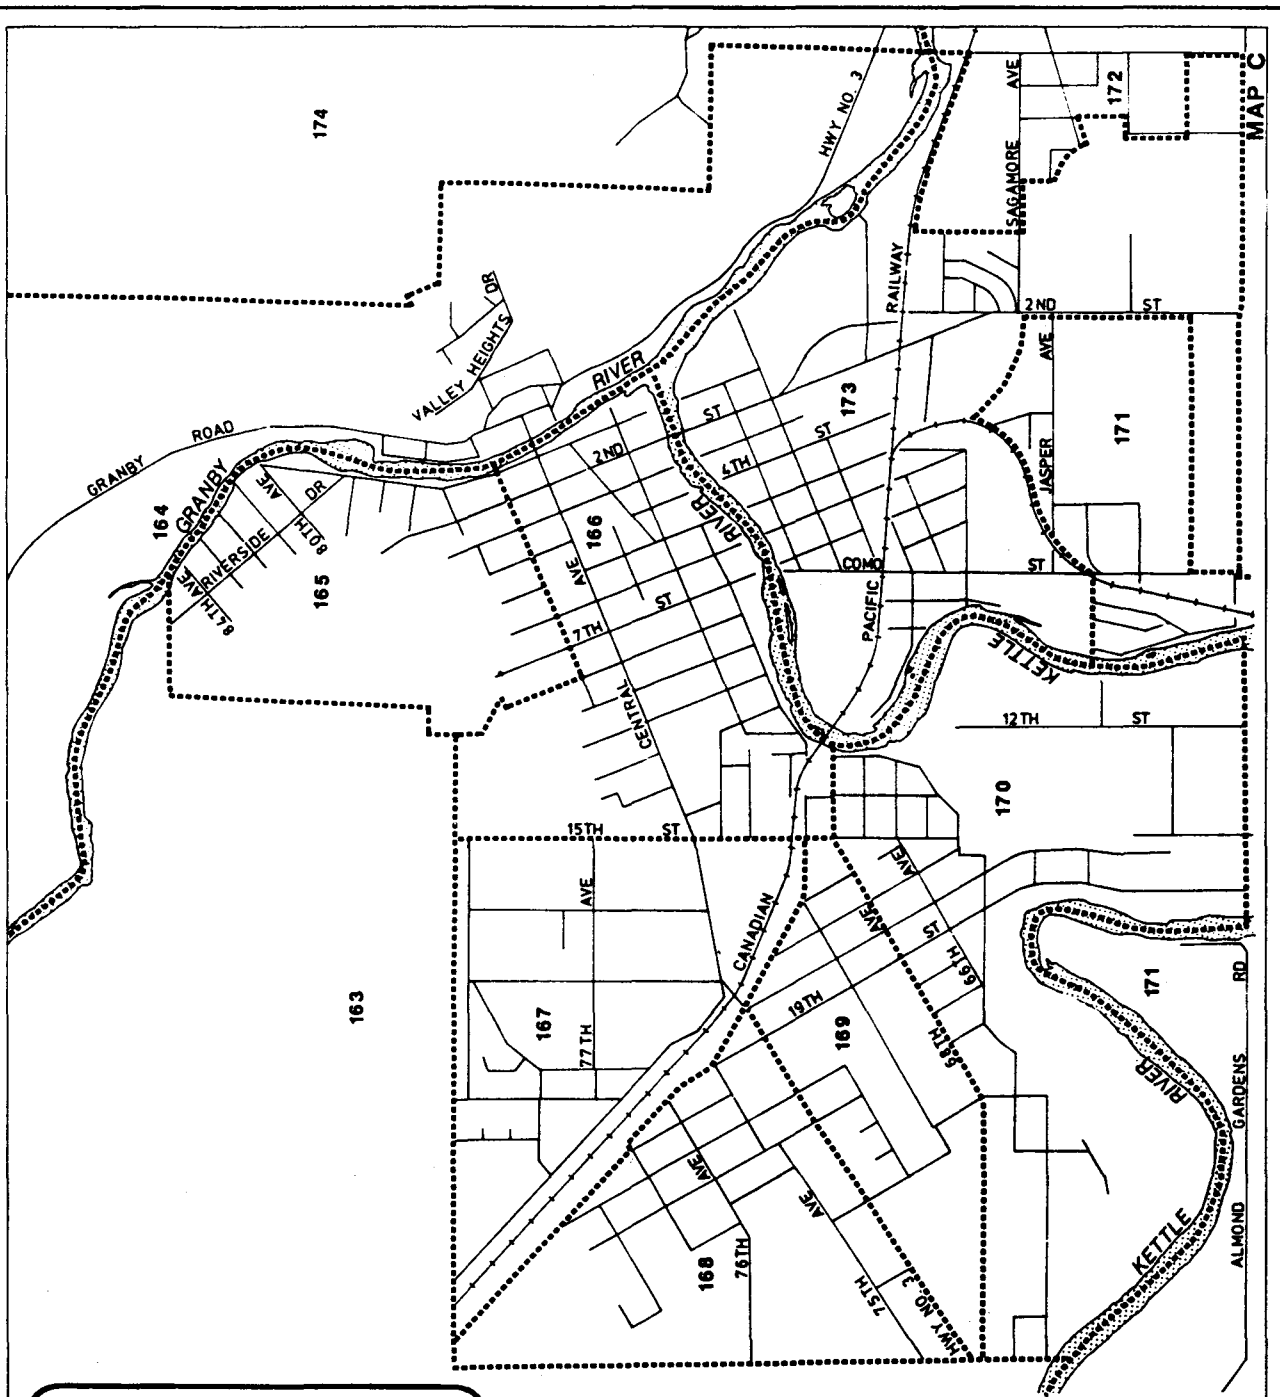 MAP C
174
HWY NO. 3
SAGAMORE AVE
172
RAILWAY
VALLEY HEIGHTS DR
2ND ST
RIVER
GRANBY ROAD
173
JASPER AVE
171
2ND ST
4TH ST
164
GRANBY
80TH AVE
RIVERSIDE DR
84TH AVE
165
166
RIVER
COMO ST
7TH ST
PACIFIC
KETTLE
CENTRAL AVE
12TH ST
170
15TH ST
163
77TH AVE
167
CANADIAN
19TH ST
169
66TH AVE
68TH AVE
171
RIVER
KETTLE
ALMOND GARDENS RD
168
76TH AVE
75TH AVE
HWY NO. 3